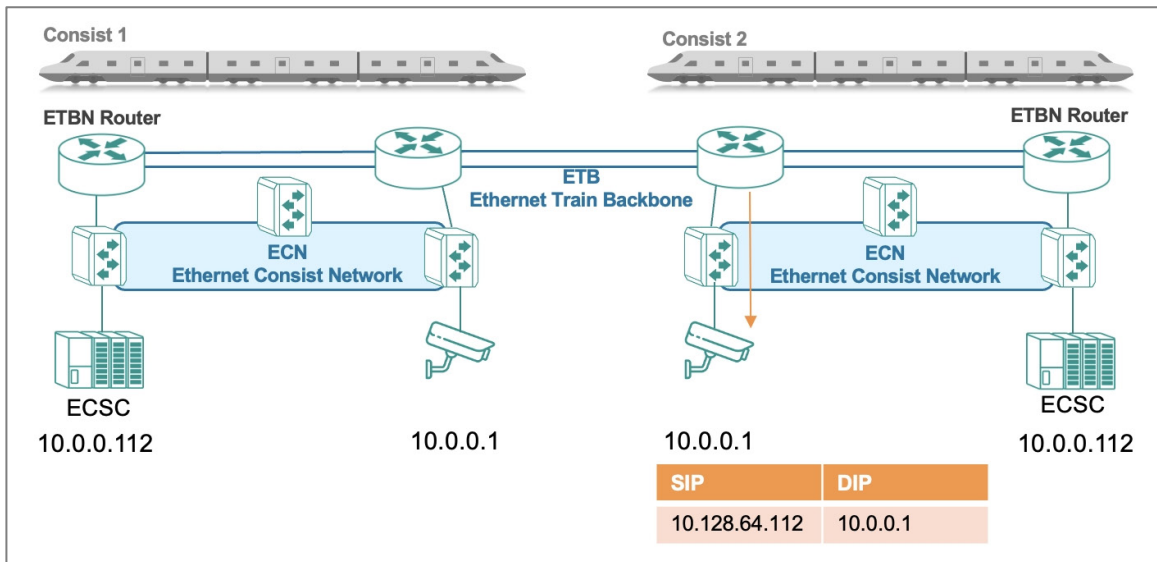 Consist 1
Consist 2
ETBN Router
ETBN Router
ETB
Ethernet Train Backbone
ECN
Ethernet Consist Network
ECN
Ethernet Consist Network
ECSC
ECSC
10.0.0.112
10.0.0.1
10.0.0.1
10.0.0.112
SIP DIP
10.128.64.112 10.0.0.1